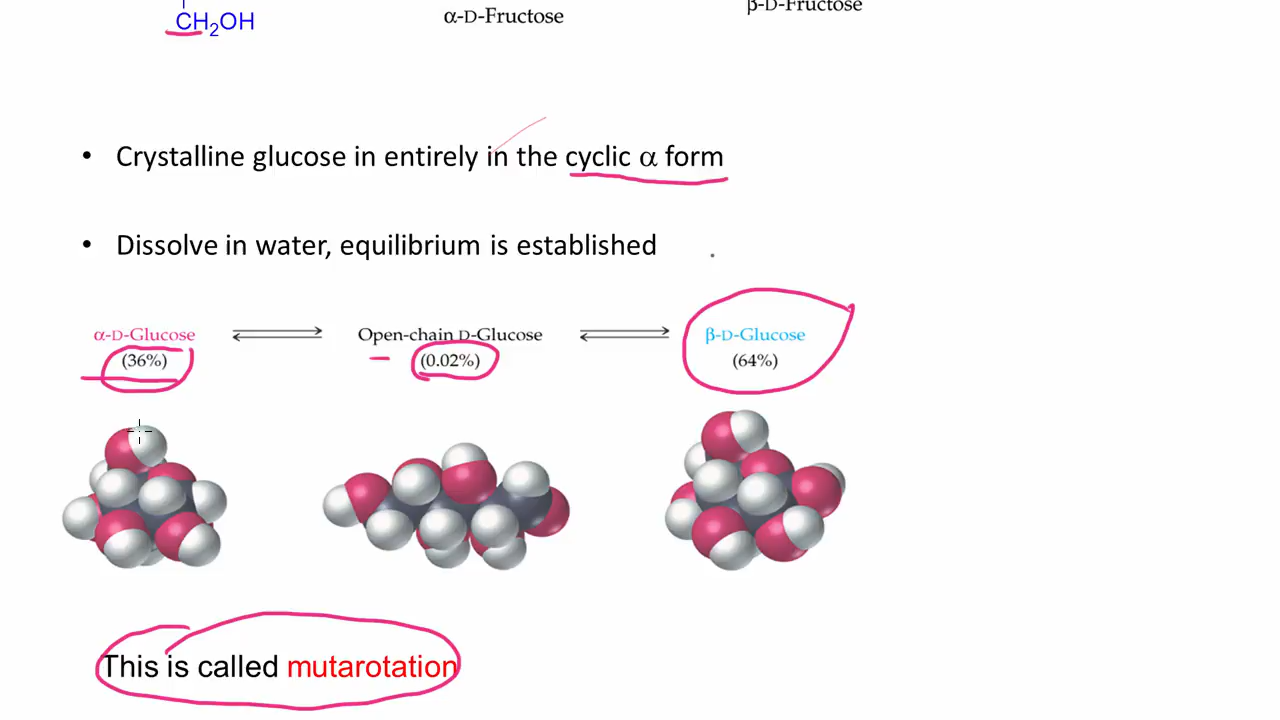 CH₂OH
α-D-Fructose
β-D-Fructose
• Crystalline glucose in entirely in the cyclic α form
• Dissolve in water, equilibrium is established
α-D-Glucose
Open-chain D-Glucose
β-D-Glucose
(36%)
(0.02%)
(64%)
This is called mutarotation